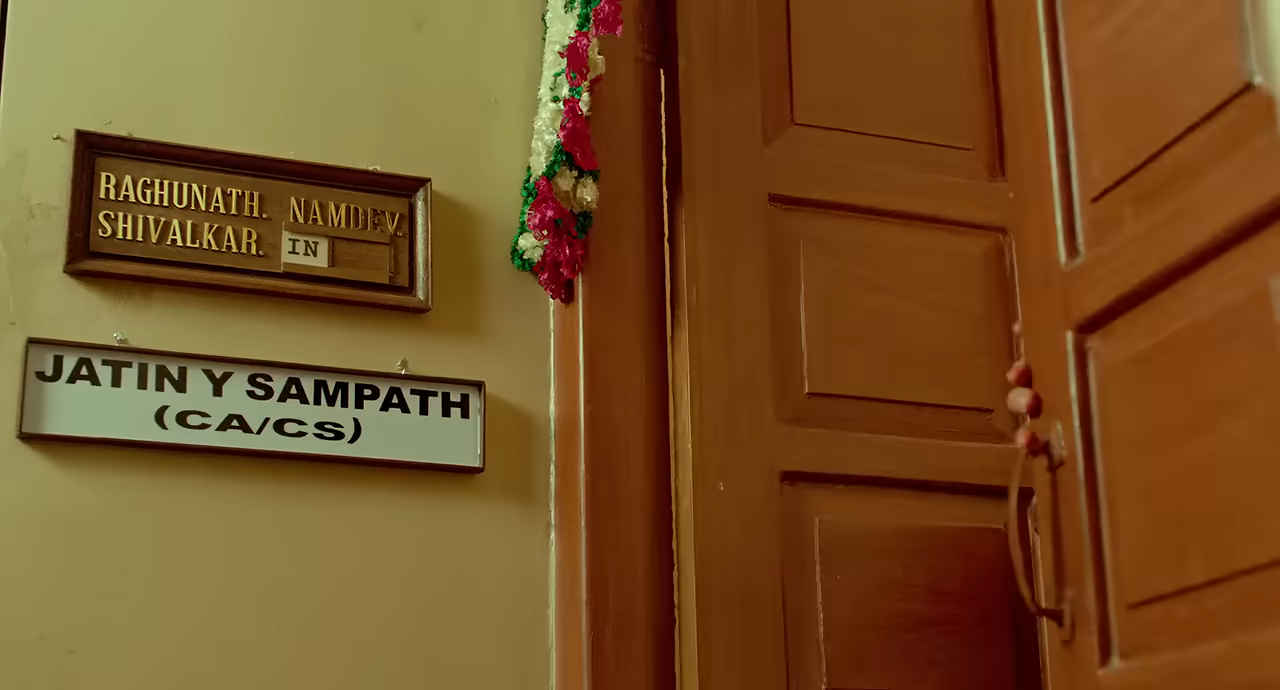 RAGHUNATH. NAMDEV.
SHIVALKAR. IN
JATIN Y SAMPATH
(CA/CS)